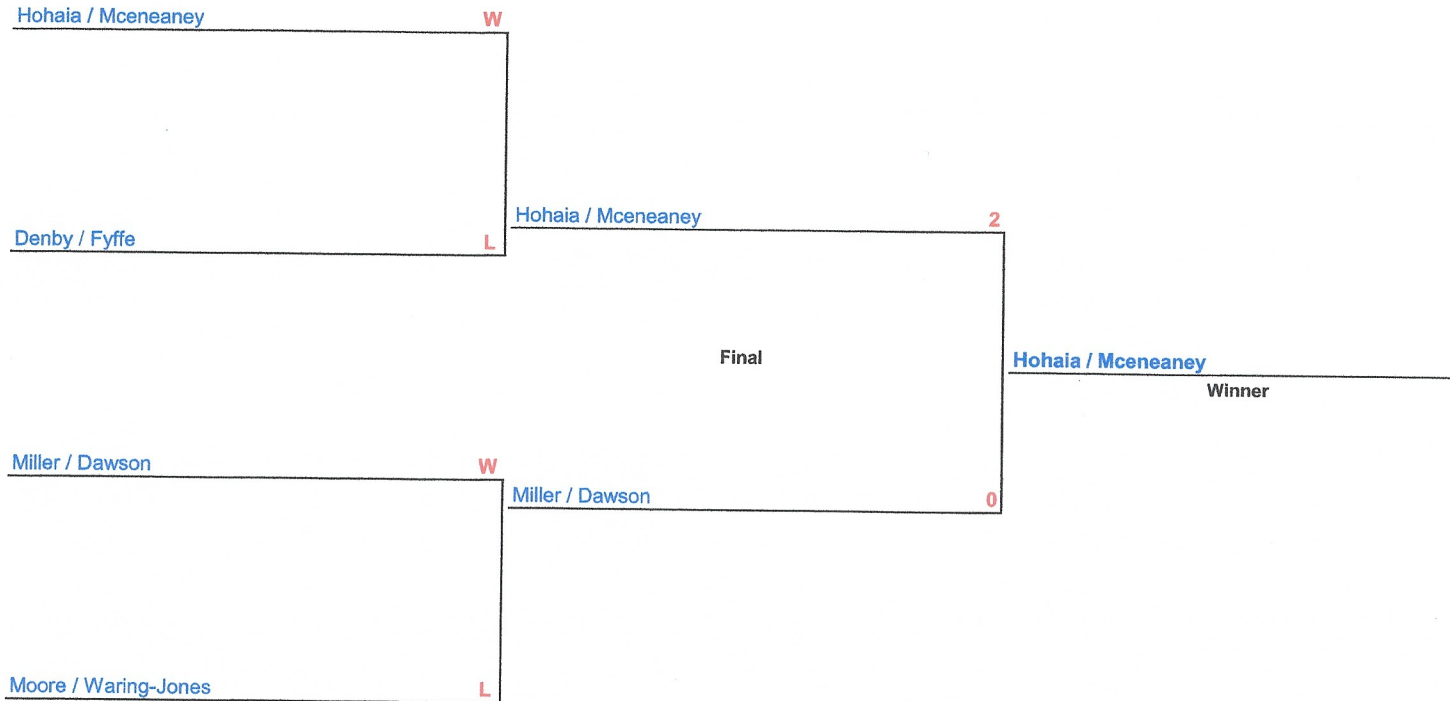 Hohaia / Mceneaney W
Denby / Fyffe L
Hohaia / Mceneaney 2
Final
Hohaia / Mceneaney
Winner
Miller / Dawson W
Miller / Dawson 0
Moore / Waring-Jones L